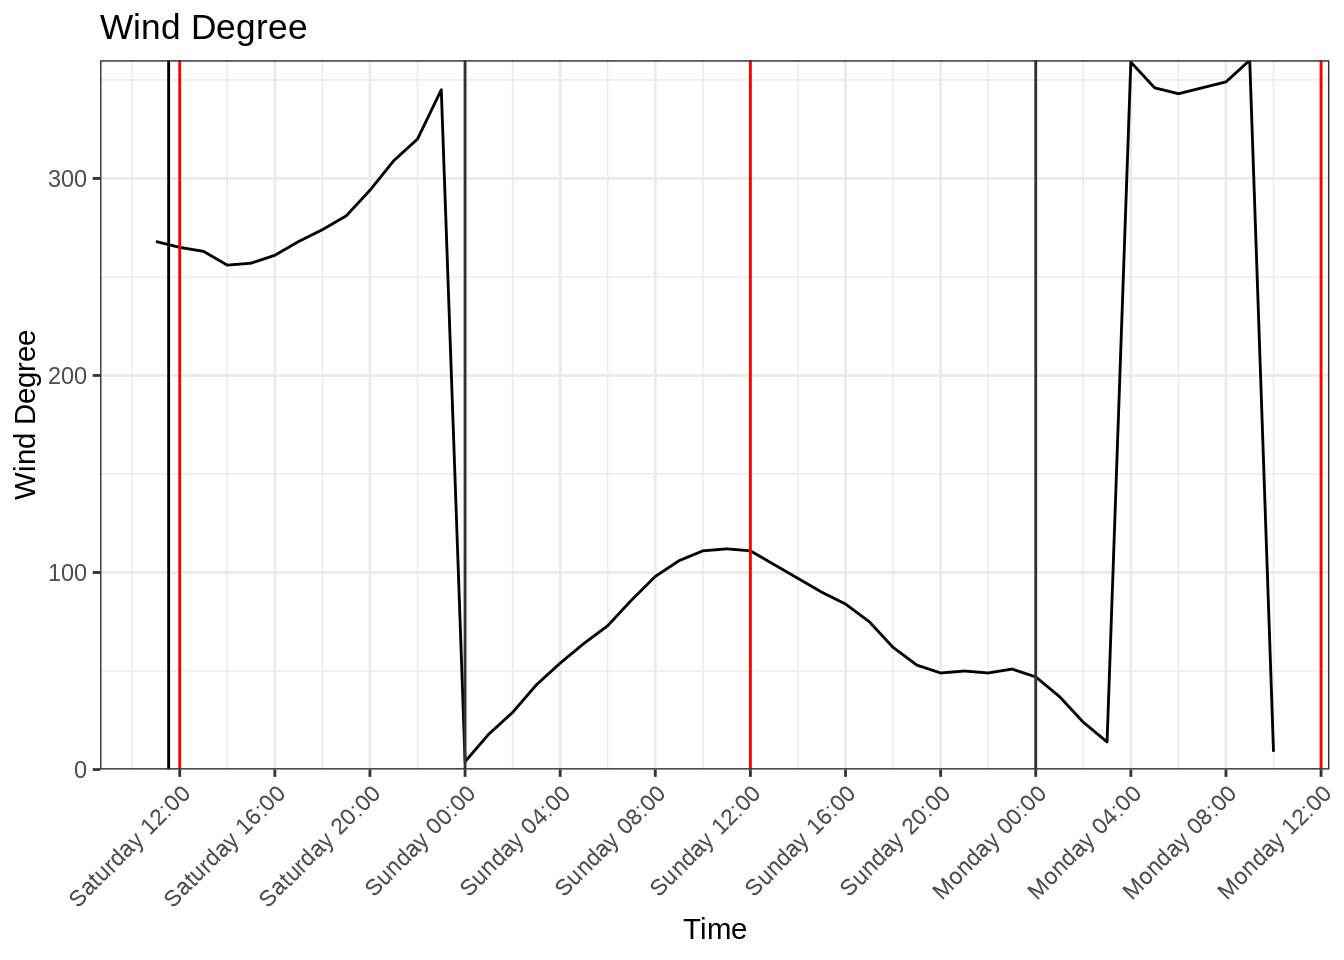 Wind Degree
Wind Degree
300
200
100
0
Saturday 12:00
Saturday 16:00
Saturday 20:00
Sunday 00:00
Sunday 04:00
Sunday 08:00
Sunday 12:00
Sunday 16:00
Sunday 20:00
Monday 00:00
Monday 04:00
Monday 08:00
Monday 12:00
Time